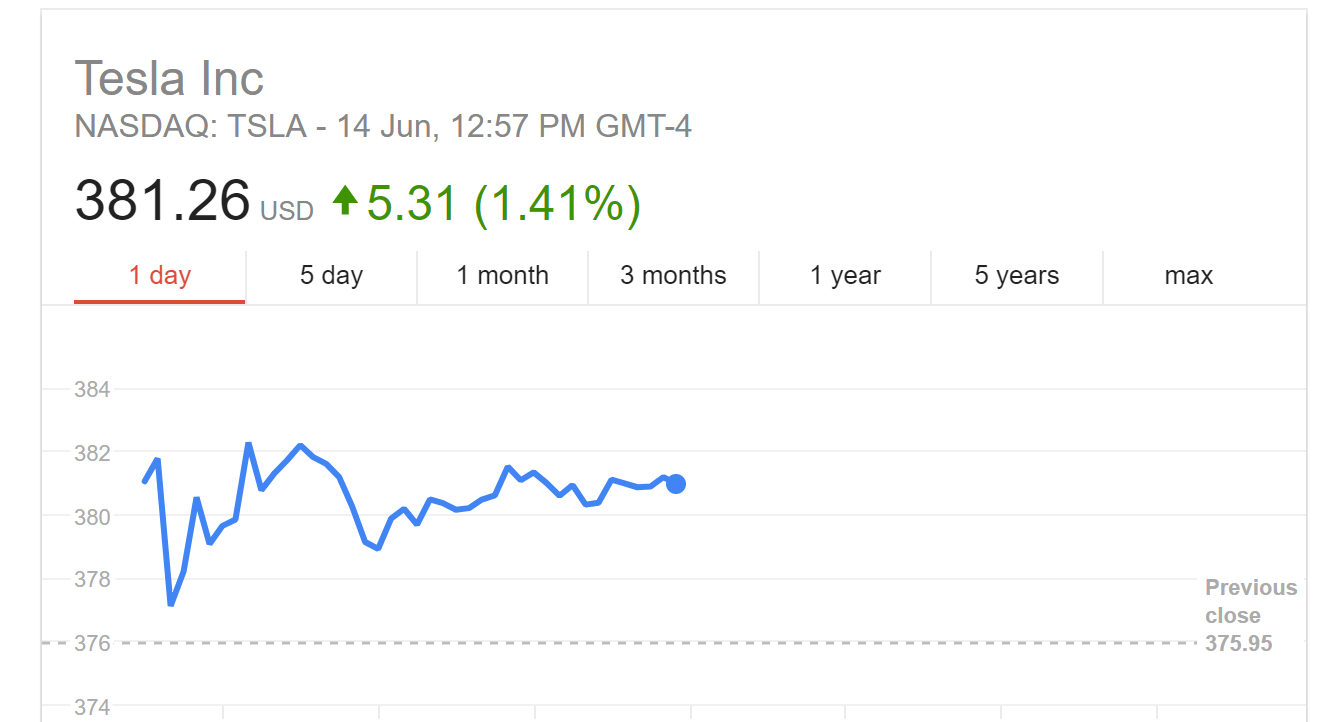 Tesla Inc
NASDAQ: TSLA - 14 Jun, 12:57 PM GMT-4
381.26 USD 5.31 (1.41%)
1 day 5 day 1 month 3 months 1 year 5 years max
384
382
380
378
Previous
close
376
375.95
374